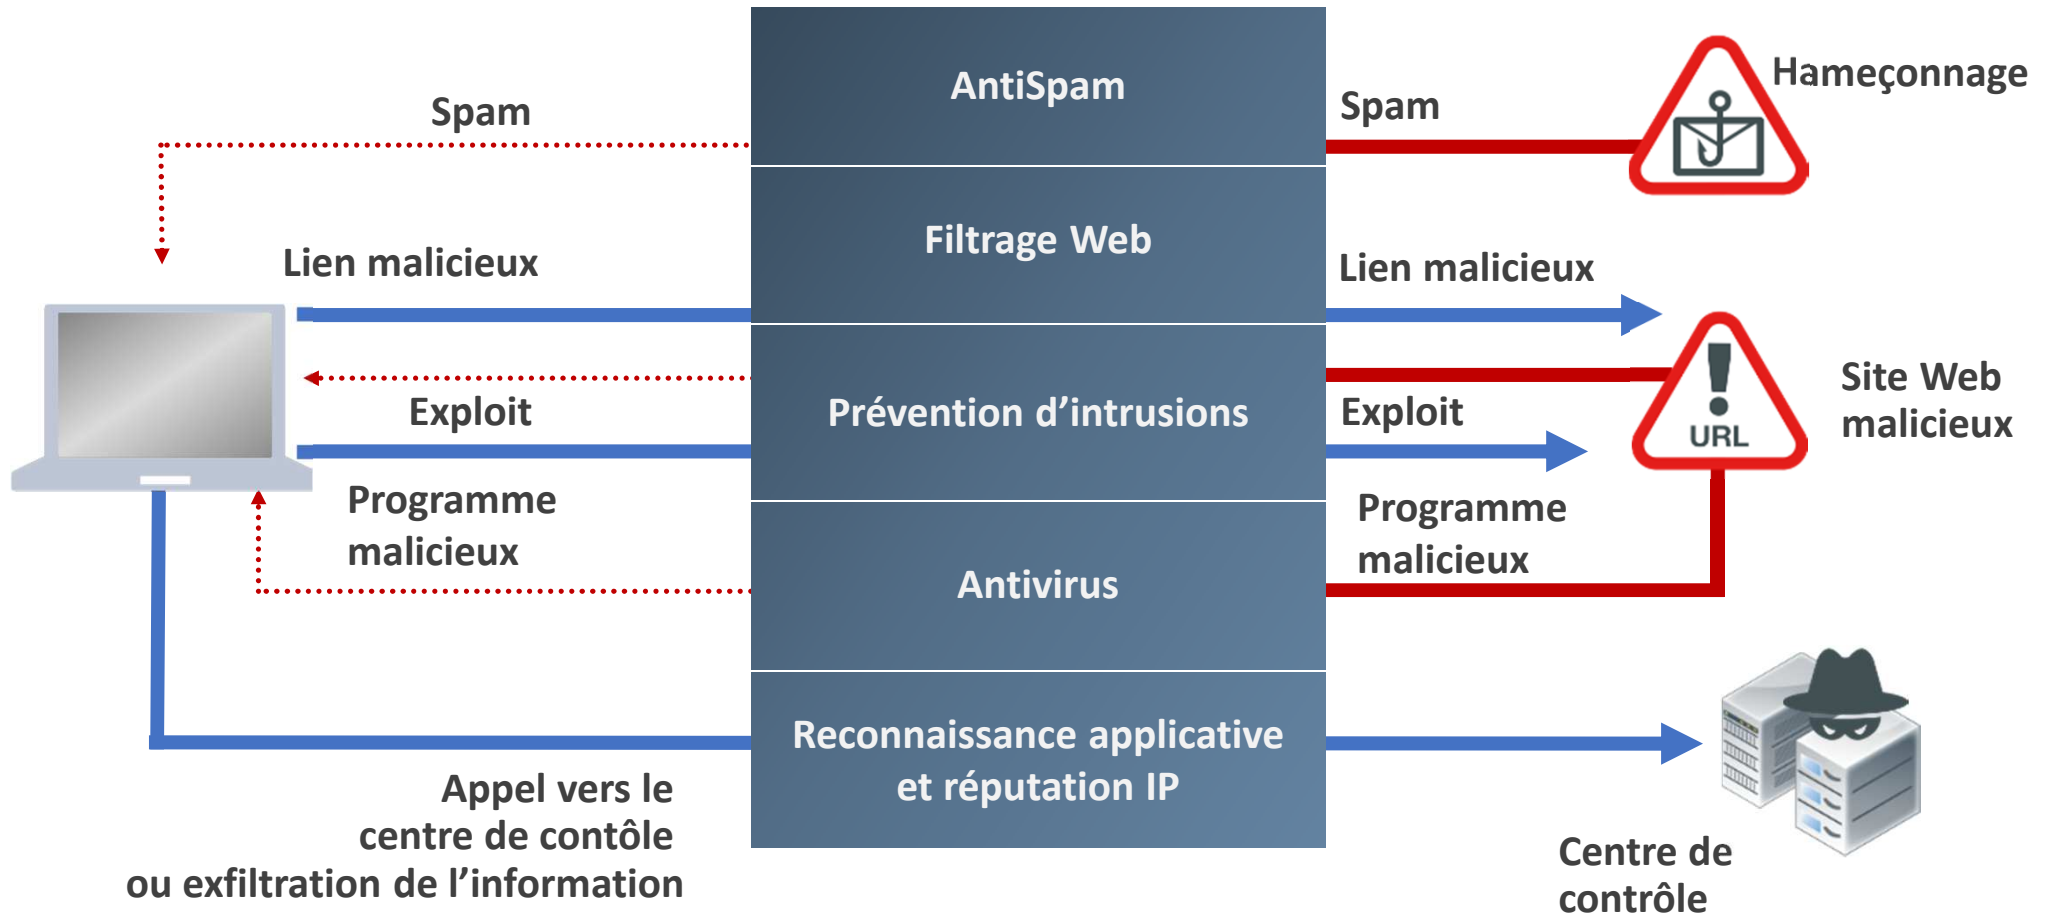 AntiSpam
Hameçonnage
Spam
Spam
Filtrage Web
Lien malicieux
Lien malicieux
Exploit
Prévention d’intrusions
Exploit
Site Web
malicieux
URL
Programme
malicieux
Antivirus
Programme
malicieux
Reconnaissance applicative
et réputation IP
Appel vers le
centre de contôle
ou exfiltration de l’information
Centre de
contrôle